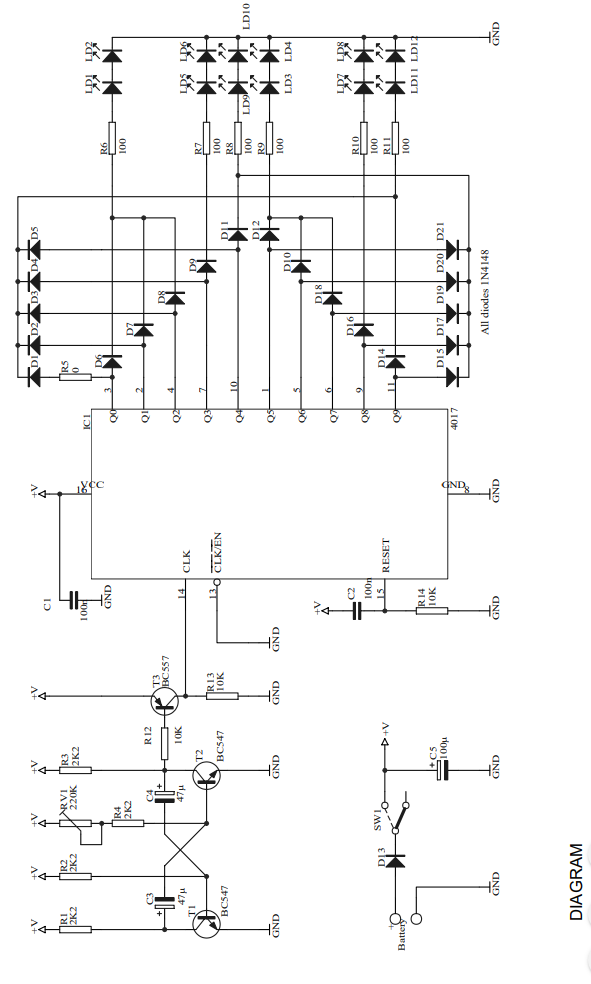 +V
R1
2K2
+V
R2
2K2
+V
RV1
220K
R4
2K2
+V
R3
2K2
C3
47µ
C4
47µ
T1
BC547
T2
BC547
R12
10K
+V
T3
BC557
R13
10K
GND
GND
GND
C1
100n
GND
+V
IC1
VCC
16
CLK
14
CLK/EN
13
GND
RESET
15
+V
C2
100n
R14
10K
GND
GND
8
GND
4017
Q0
3
Q1
2
Q2
4
Q3
7
Q4
10
Q5
1
Q6
5
Q7
6
Q8
9
Q9
11
D1
D2
D3
D4
D5
R5
0
D6
D7
D8
D9
D11
D12
D10
D18
D16
D14
D15
D17
D19
D20
D21
All diodes 1N4148
R6
100
R7
100
R8
100
R9
100
R10
100
R11
100
LD1
LD2
LD5
LD6
LD9
LD10
LD3
LD4
LD7
LD8
LD11
LD12
GND
+
Battery
D13
SW1
+V
C5
+
100µ
GND
GND
DIAGRAM